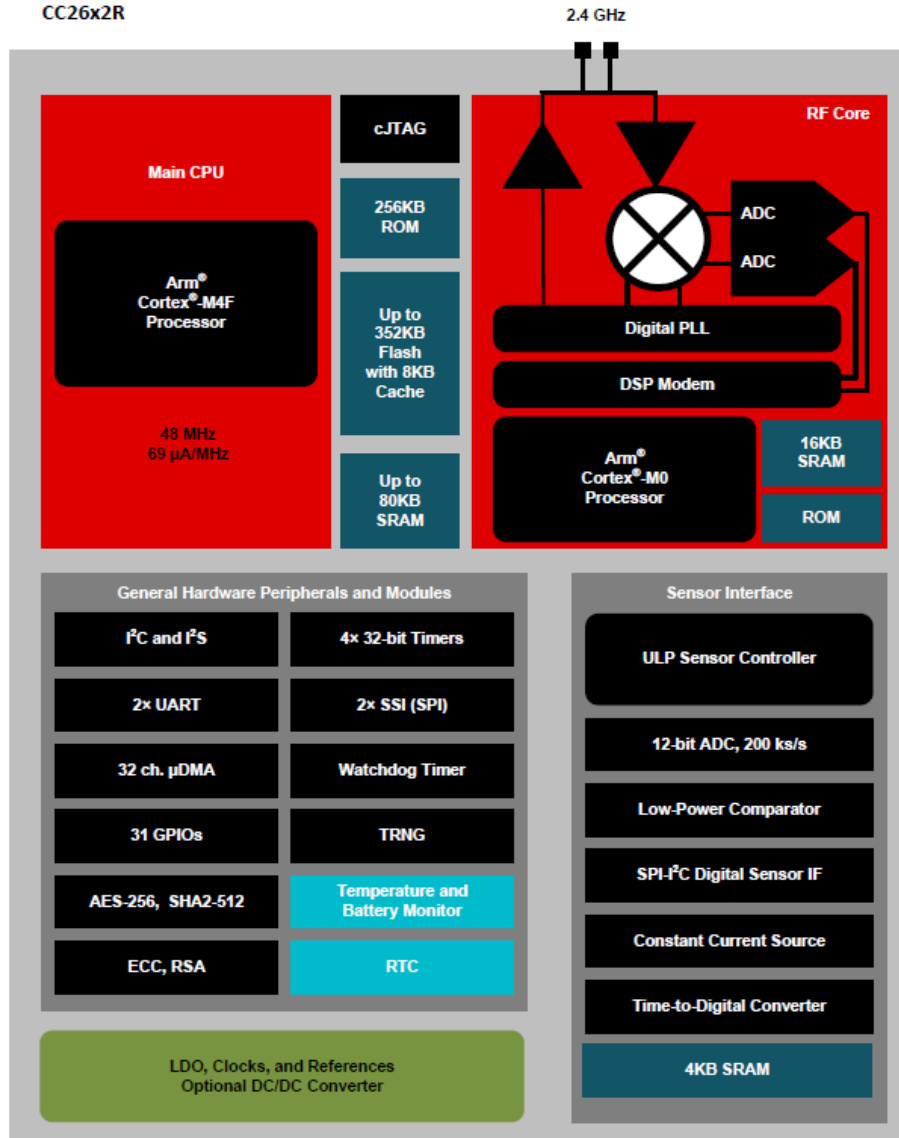 CC26x2R
2.4 GHz
Main CPU
Arm®
Cortex®-M4F
Processor
48 MHz
69 µA/MHz
cJTAG
256KB
ROM
Up to
352KB
Flash
with 8KB
Cache
Up to
80KB
SRAM
RF Core
ADC
ADC
Digital PLL
DSP Modem
Arm®
Cortex®-M0
Processor
16KB
SRAM
ROM
General Hardware Peripherals and Modules
I²C and I²S
4× 32-bit Timers
2× UART
2× SSI (SPI)
32 ch. µDMA
Watchdog Timer
31 GPIOs
TRNG
AES-256, SHA2-512
Temperature and
Battery Monitor
ECC, RSA
RTC
LDO, Clocks, and References
Optional DC/DC Converter
Sensor Interface
ULP Sensor Controller
12-bit ADC, 200 ks/s
Low-Power Comparator
SPI-I²C Digital Sensor IF
Constant Current Source
Time-to-Digital Converter
4KB SRAM